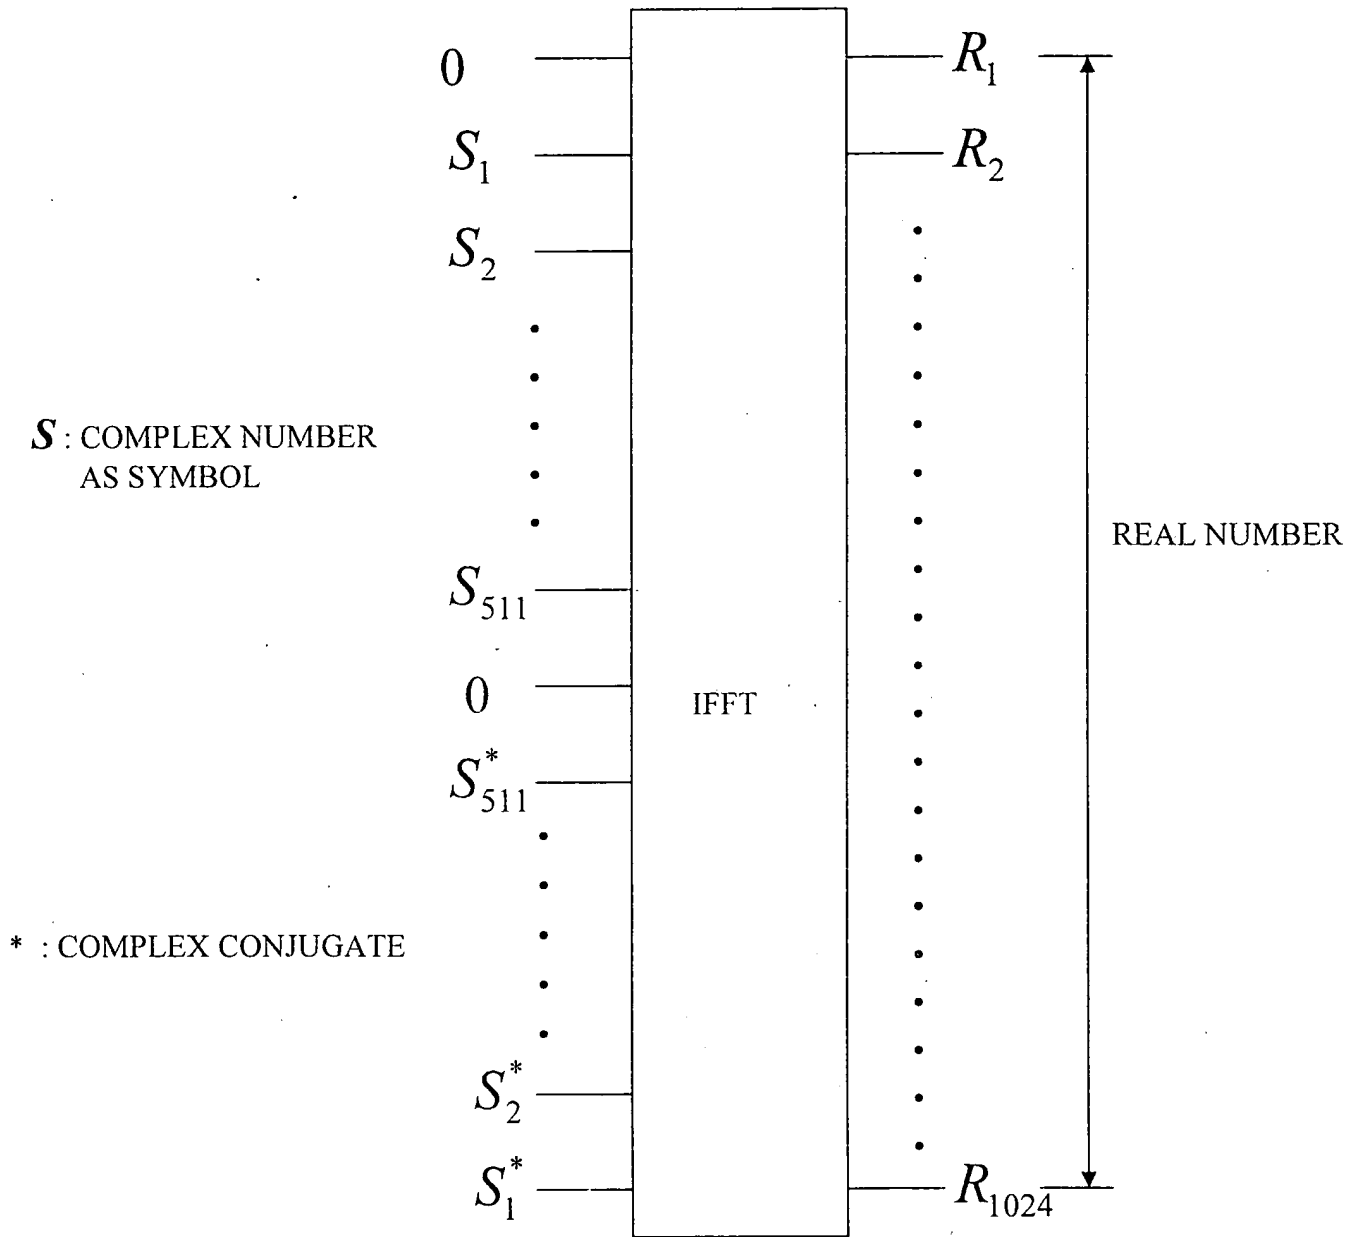 0
S₁
S₂
S₅₁₁
0
S*₅₁₁
S*₂
S*₁
S : COMPLEX NUMBER
AS SYMBOL
* : COMPLEX CONJUGATE
IFFT
R₁
R₂
R₁₀₂₄
REAL NUMBER